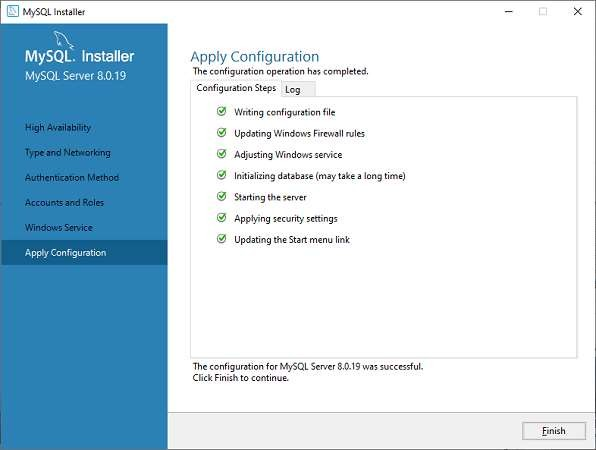 MySQL Installer
MySQL. Installer
MySQL Server 8.0.19
High Availability
Type and Networking
Authentication Method
Accounts and Roles
Windows Service
Apply Configuration
Apply Configuration
The configuration operation has completed.
Configuration Steps
Log
Writing configuration file
Updating Windows Firewall rules
Adjusting Windows service
Initializing database (may take a long time)
Starting the server
Applying security settings
Updating the Start menu link
The configuration for MySQL Server 8.0.19 was successful.
Click Finish to continue.
Finish